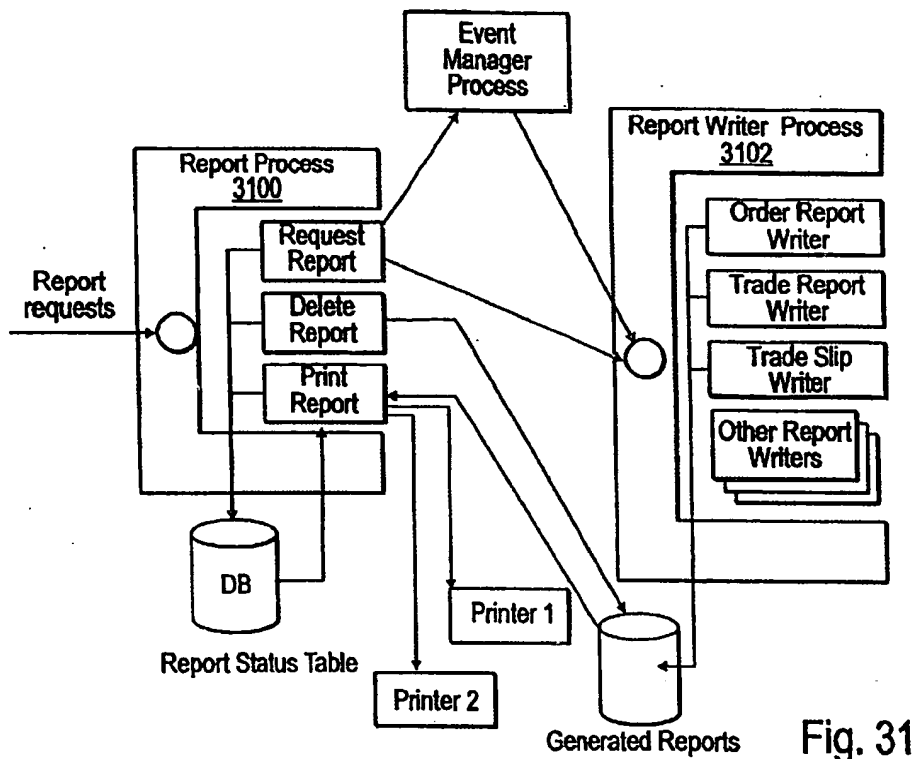 Event
Manager
Process
Report Writer Process
3102
Report Process
3100
Order Report
Writer
Request
Report
Report
requests
Trade Report
Writer
Delete
Report
Trade Slip
Writer
Print
Report
Other Report
Writers
DB
Printer 1
Report Status Table
Printer 2
Generated Reports
Fig. 31